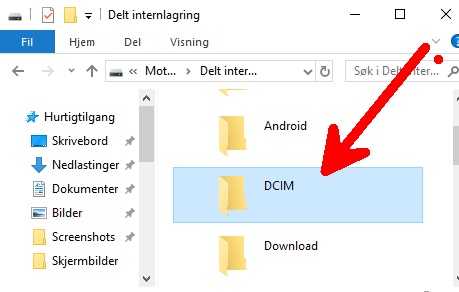 Delt internlagring
Fil Hjem Del Visning
« Mot... › Delt inter...
Søk i Delt inter...
Hurtigtilgang
Skrivebord
Nedlastinger
Dokumenter
Bilder
Screenshots
Skjermbilder
Android
DCIM
Download